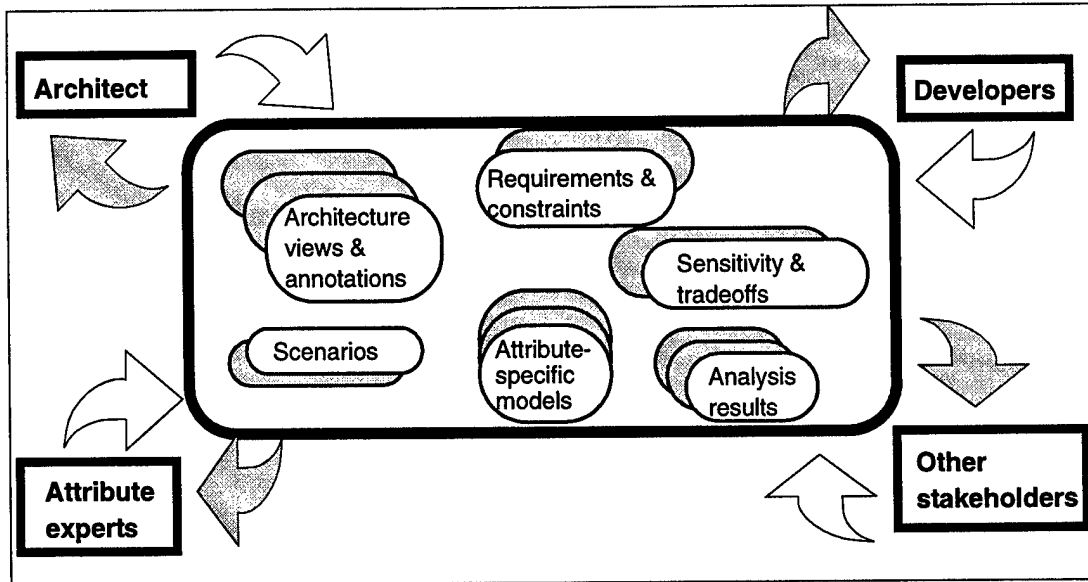 Architect
Developers
Architecture
views &
annotations
Requirements &
constraints
Sensitivity &
tradeoffs
Scenarios
Attribute-
specific
models
Analysis
results
Attribute
experts
Other
stakeholders